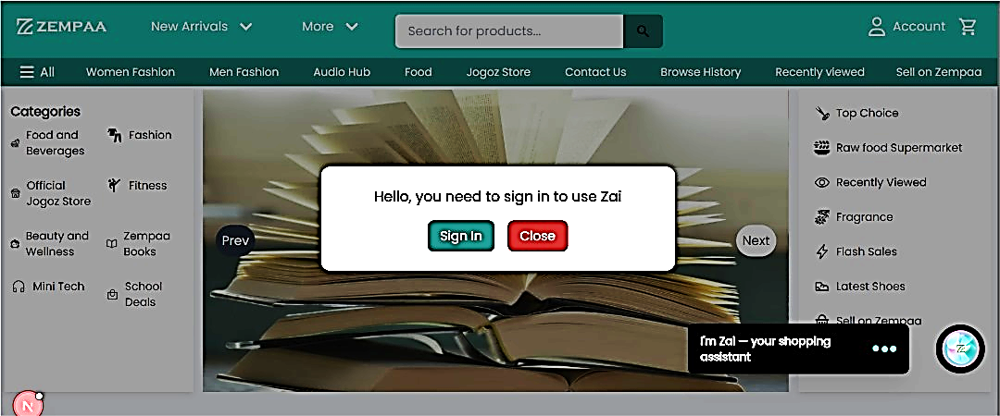 ZEMPAA
New Arrivals
More
Search for products...
Account
All
Women Fashion
Men Fashion
Audio Hub
Food
Jogoz Store
Contact Us
Browse History
Recently viewed
Sell on Zempaa
Categories
Food and
Beverages
Fashion
Official
Jogoz Store
Fitness
Beauty and
Wellness
Zempaa
Books
Mini Tech
School
Deals
Prev
Hello, you need to sign in to use Zai
Sign In
Close
Next
Top Choice
Raw food Supermarket
Recently Viewed
Fragrance
Flash Sales
Latest Shoes
Sell on Zempaa
I'm Zai — your shopping
assistant
Z
N